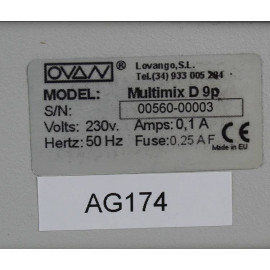 OVAN ®
Lovango,S.L.
Tel.(34) 933 005 284
MODEL: Multimix D 9p
S/N: 00560-00003
Volts: 230v. Amps:0,1 A
Hertz:50 Hz Fuse:0,25 A F
CE
Made in EU
AG174